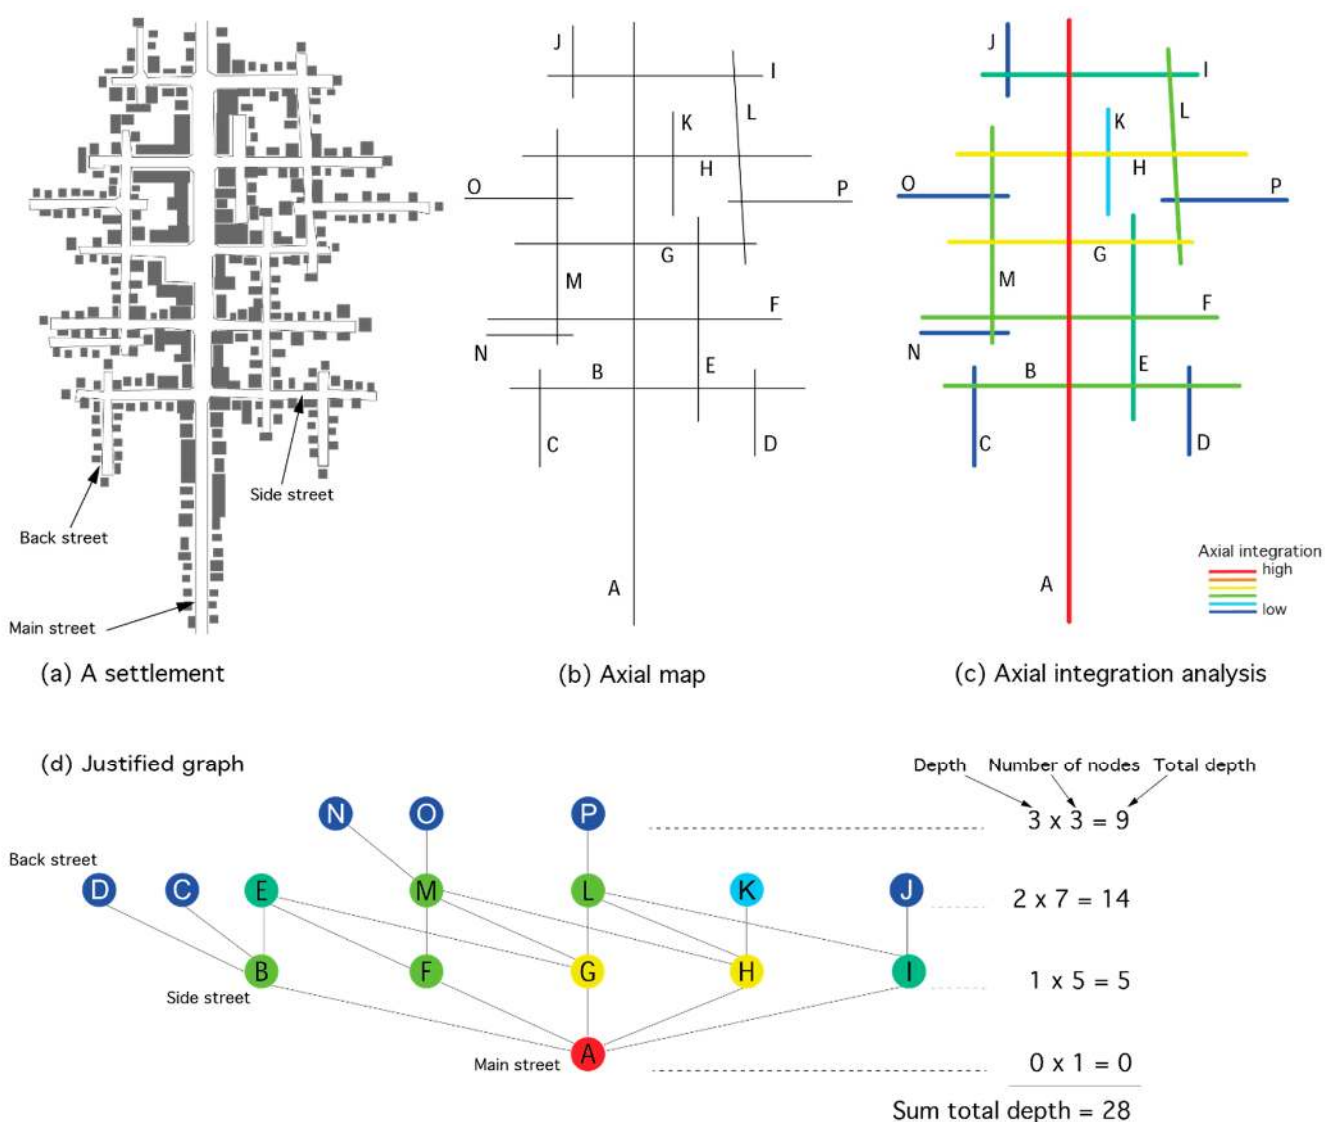 Back street
Main street
Side street
(a) A settlement
J
I
L
K
H
O
P
G
M
F
N
B
E
C
D
A
(b) Axial map
J
I
L
K
H
O
P
G
M
F
N
B
E
C
D
A
Axial integration
high
low
(c) Axial integration analysis
(d) Justified graph
Depth Number of nodes Total depth
N O P
3 x 3 = 9
Back street
D C E M L K J
2 x 7 = 14
B F G H I
Side street
1 x 5 = 5
A
Main street
0 x 1 = 0
Sum total depth = 28